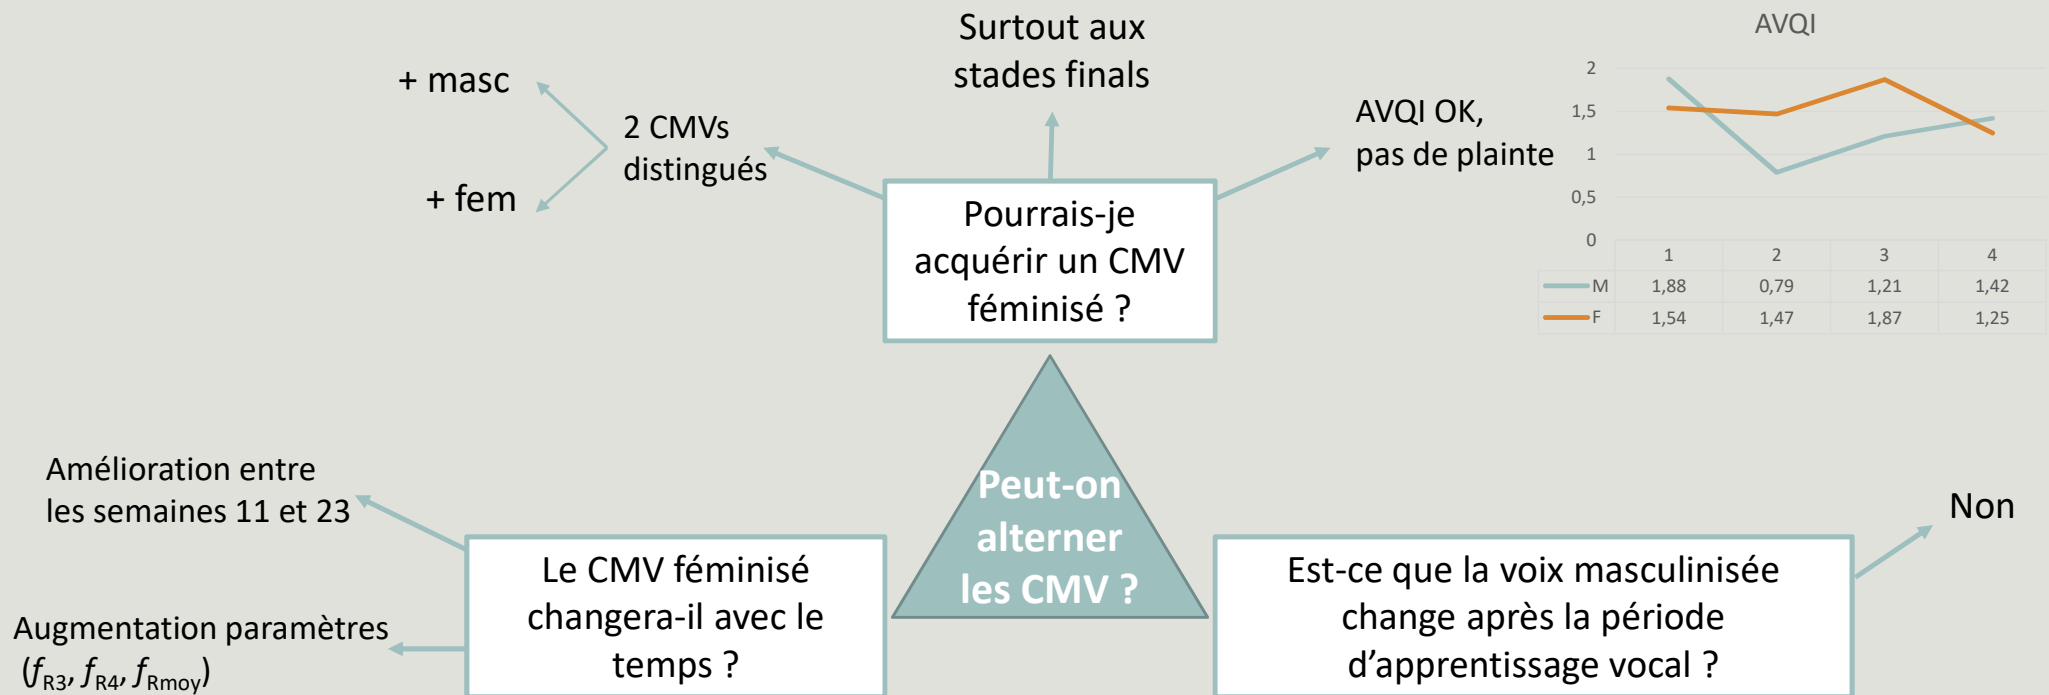 Surtout aux
stades finals
+ masc
2 CMVs
distingués
+ fem
AVQI OK,
pas de plainte
Pourrais-je
acquérir un CMV
féminisé ?
AVQI
2
1,5
1
0,5
0
1 2 3 4
M 1,88 0,79 1,21 1,42
F 1,54 1,47 1,87 1,25
Peut-on
alterner
les CMV ?
Amélioration entre
les semaines 11 et 23
Augmentation paramètres
(fR3, fR4, fRmoy)
Le CMV féminisé
changera-il avec le
temps ?
Est-ce que la voix masculinisée
change après la période
d’apprentissage vocal ?
Non